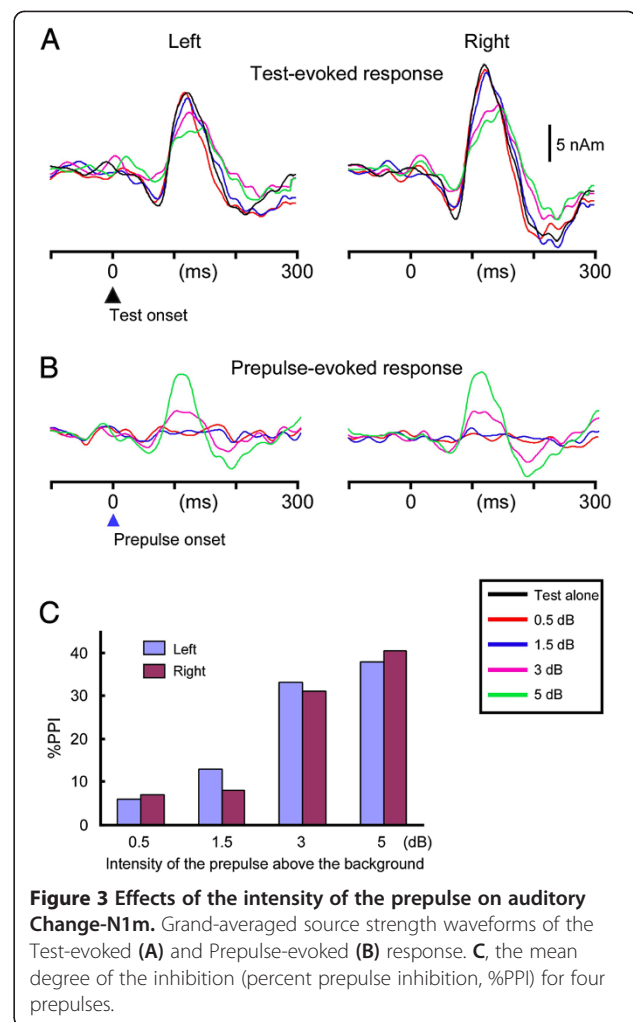 A
Left
Right
Test-evoked response
5 nAm
0
(ms)
300
0
(ms)
300
Test onset
B
Prepulse-evoked response
0
(ms)
300
0
(ms)
300
Prepulse onset
C
Left
Right
%PPI
40
30
20
10
0
0.5
1.5
3
5
(dB)
Intensity of the prepulse above the background
Test alone
0.5 dB
1.5 dB
3 dB
5 dB
Figure 3 Effects of the intensity of the prepulse on auditory
Change-N1m. Grand-averaged source strength waveforms of the
Test-evoked (A) and Prepulse-evoked (B) response. C, the mean
degree of the inhibition (percent prepulse inhibition, %PPI) for four
prepulses.